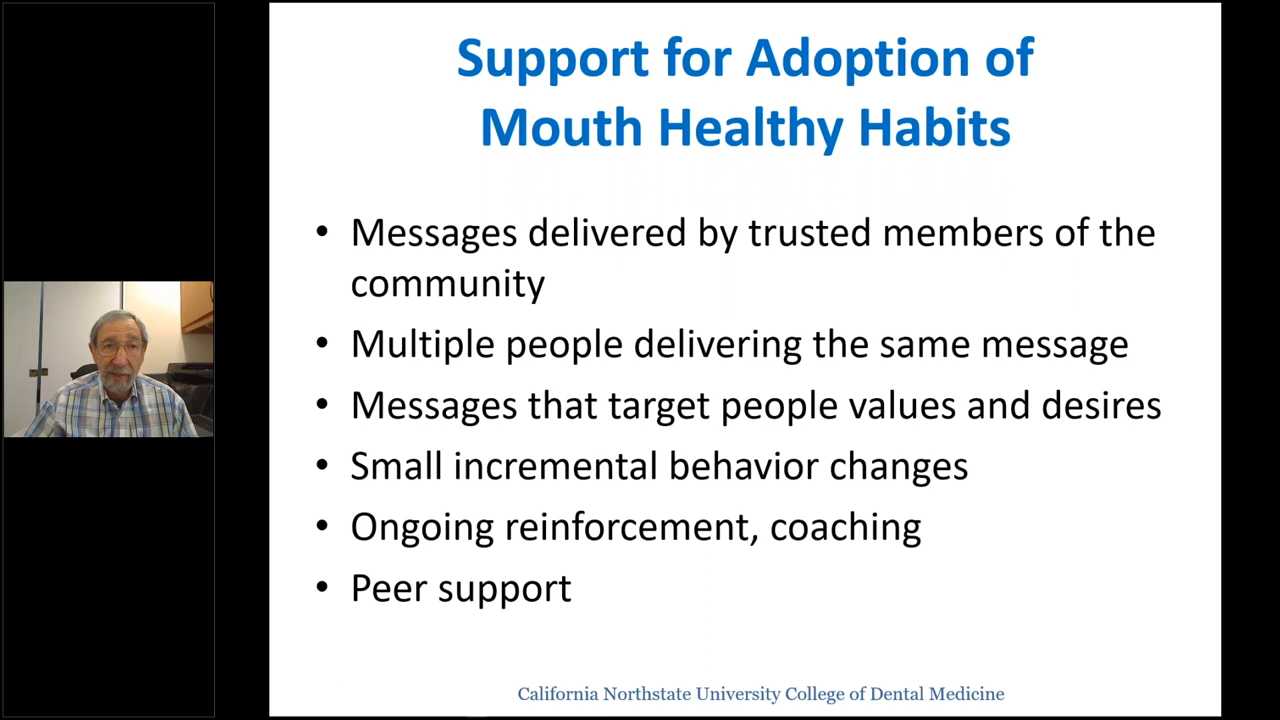 Support for Adoption of
Mouth Healthy Habits
• Messages delivered by trusted members of the
community
• Multiple people delivering the same message
• Messages that target people values and desires
• Small incremental behavior changes
• Ongoing reinforcement, coaching
• Peer support
California Northstate University College of Dental Medicine